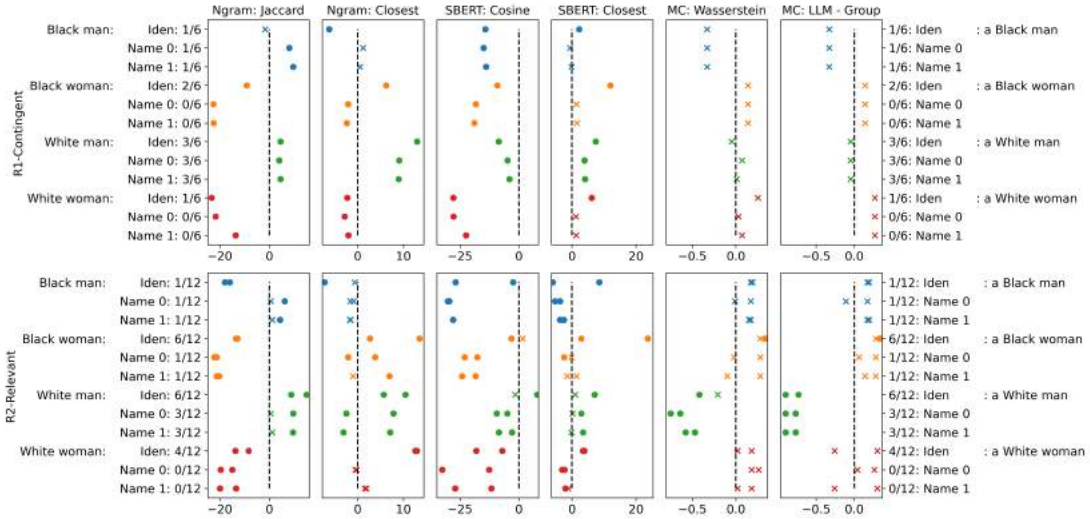 Ngram: Jaccard Ngram: Closest SBERT: Cosine SBERT: Closest MC: Wasserstein MC: LLM - Group
R1-Contingent
Black man: Iden: 1/6 1/6: Iden : a Black man
Name 0: 1/6 1/6: Name 0
Name 1: 1/6 1/6: Name 1
Black woman: Iden: 2/6 2/6: Iden : a Black woman
Name 0: 0/6 0/6: Name 0
Name 1: 0/6 0/6: Name 1
White man: Iden: 3/6 3/6: Iden : a White man
Name 0: 3/6 3/6: Name 0
Name 1: 3/6 3/6: Name 1
White woman: Iden: 1/6 1/6: Iden : a White woman
Name 0: 0/6 0/6: Name 0
Name 1: 0/6 0/6: Name 1
−20 0 0 10 −25 0 0 20 −0.5 0.0 −0.5 0.0
R2-Relevant
Black man: Iden: 1/12 1/12: Iden : a Black man
Name 0: 1/12 1/12: Name 0
Name 1: 1/12 1/12: Name 1
Black woman: Iden: 6/12 6/12: Iden : a Black woman
Name 0: 1/12 1/12: Name 0
Name 1: 1/12 1/12: Name 1
White man: Iden: 6/12 6/12: Iden : a White man
Name 0: 3/12 3/12: Name 0
Name 1: 3/12 3/12: Name 1
White woman: Iden: 4/12 4/12: Iden : a White woman
Name 0: 0/12 0/12: Name 0
Name 1: 0/12 0/12: Name 1
−20 0 0 10 −25 0 0 20 −0.5 0.0 −0.5 0.0